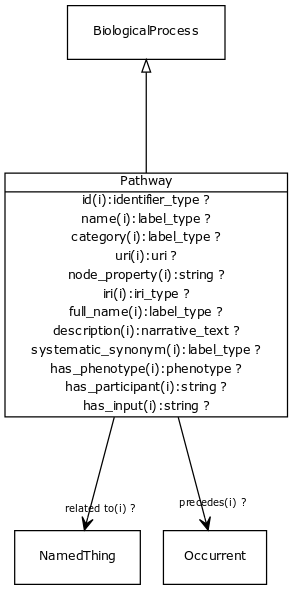 BiologicalProcess
Pathway
id(i):identifier_type ?
name(i):label_type ?
category(i):label_type ?
uri(i):uri ?
node_property(i):string ?
iri(i):iri_type ?
full_name(i):label_type ?
description(i):narrative_text ?
systematic_synonym(i):label_type ?
has_phenotype(i):phenotype ?
has_participant(i):string ?
has_input(i):string ?
related to(i) ?
precedes(i) ?
NamedThing
Occurrent